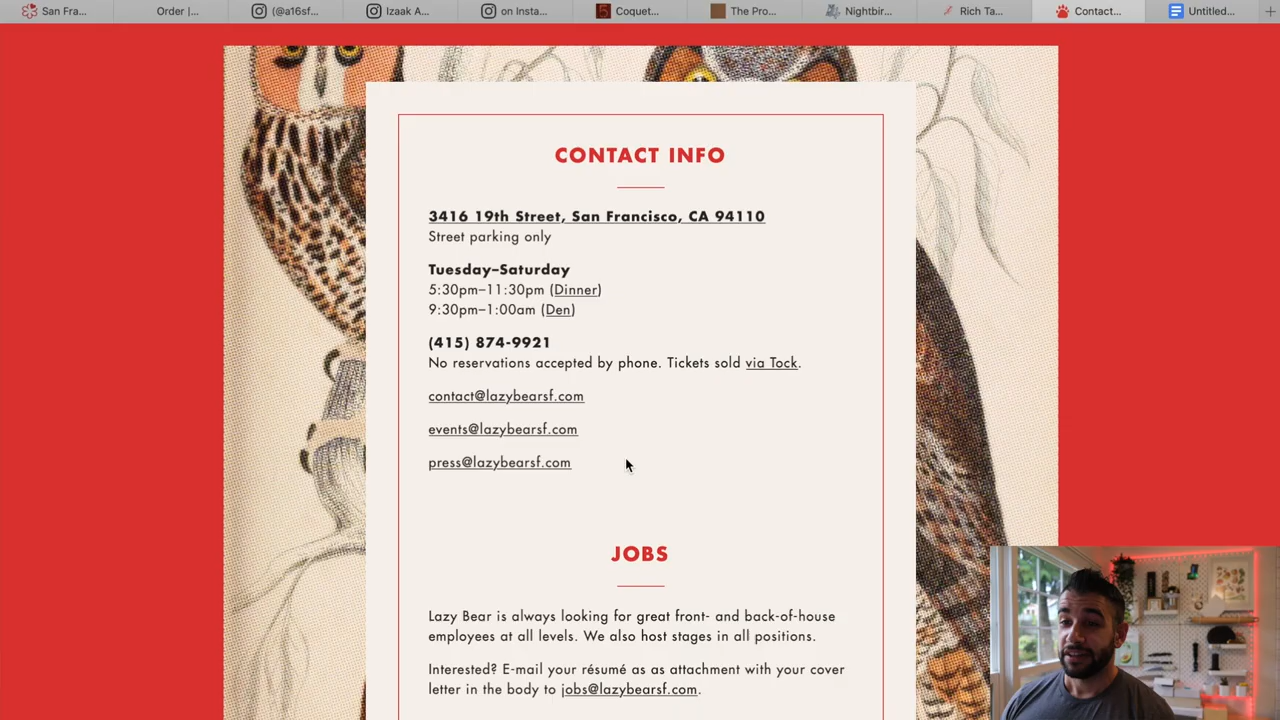 San Fra...
Order |...
(@a16sf...
Izaak A...
on Insta...
Coquet...
The Pro...
Nightbir...
Rich Ta...
Contact...
Untitled...
CONTACT INFO
3416 19th Street, San Francisco, CA 94110
Street parking only
Tuesday–Saturday
5:30pm–11:30pm (Dinner)
9:30pm–1:00am (Den)
(415) 874-9921
No reservations accepted by phone. Tickets sold via Tock.
contact@lazybearsf.com
events@lazybearsf.com
press@lazybearsf.com
JOBS
Lazy Bear is always looking for great front- and back-of-house
employees at all levels. We also host stages in all positions.
Interested? E-mail your résumé as as attachment with your cover
letter in the body to jobs@lazybearsf.com.